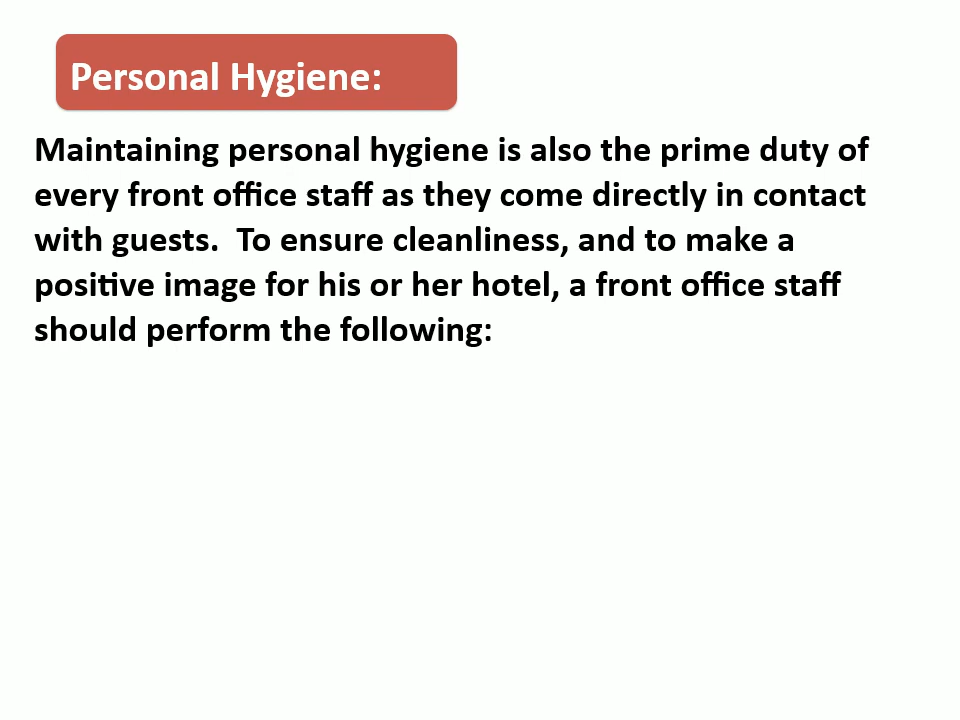 Personal Hygiene:
Maintaining personal hygiene is also the prime duty of
every front office staff as they come directly in contact
with guests.  To ensure cleanliness, and to make a
positive image for his or her hotel, a front office staff
should perform the following: